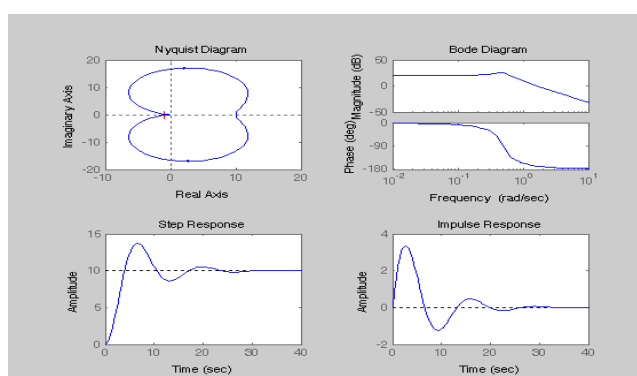 Nyquist Diagram
20
10
0
-10
-20
-10
0
10
20
Imaginary Axis
Real Axis
Bode Diagram
50
0
-50
Magnitude (dB)
0
-90
-180
Phase (deg)
10^-2
10^-1
10^0
10^1
Frequency (rad/sec)
Step Response
15
10
5
0
0
10
20
30
40
Amplitude
Time (sec)
Impulse Response
4
2
0
-2
0
10
20
30
40
Amplitude
Time (sec)